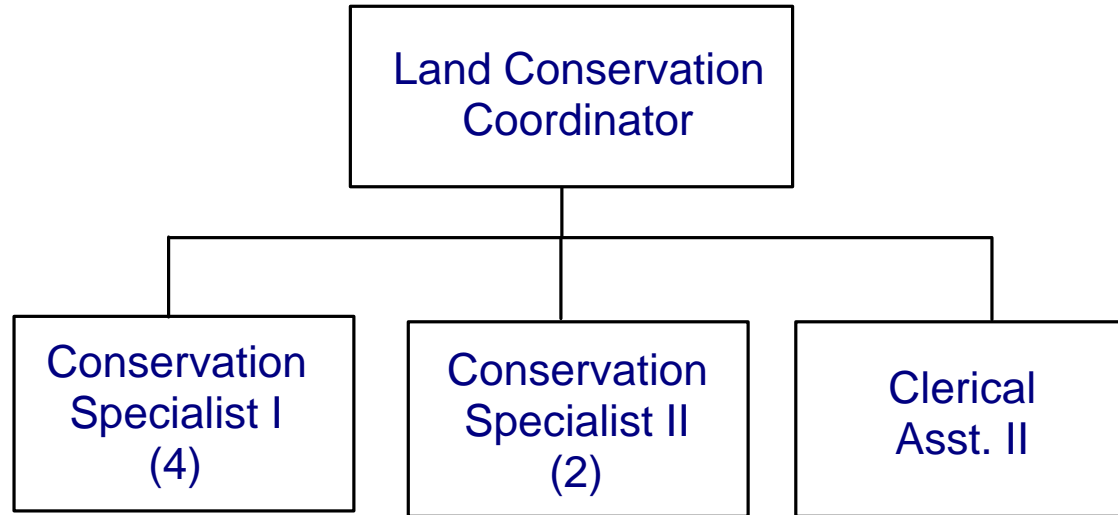 Land Conservation
Coordinator
Conservation
Specialist I
(4)
Conservation
Specialist II
(2)
Clerical
Asst. II